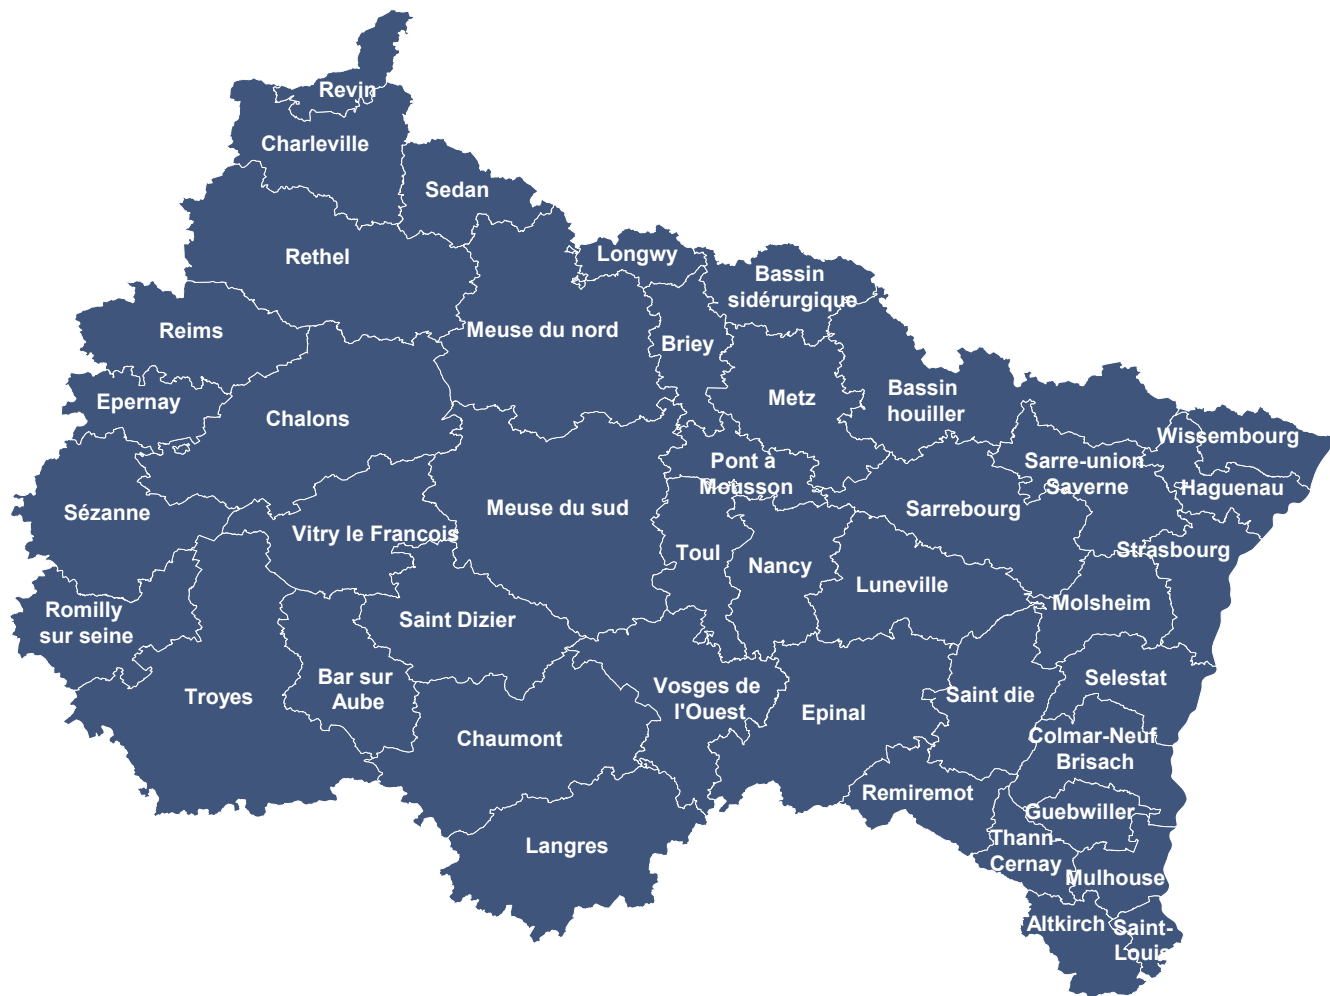 Revin
Charleville
Sedan
Rethel
Longwy
Bassin
sidérurgique
Reims
Meuse du nord
Briey
Epernay
Chalons
Metz
Bassin
houiller
Wissembourg
Pont à
Mousson
Sarre-union
Saverne
Haguenau
Sézanne
Vitry le François
Meuse du sud
Sarrebourg
Toul
Nancy
Strasbourg
Luneville
Molsheim
Romilly
sur seine
Saint Dizier
Troyes
Bar sur
Aube
Vosges de
l'Ouest
Epinal
Saint die
Selestat
Chaumont
Colmar-Neuf
Brisach
Remiremot
Guebwiller
Langres
Thann-
Cernay
Mulhouse
Altkirch
Saint-
Louis